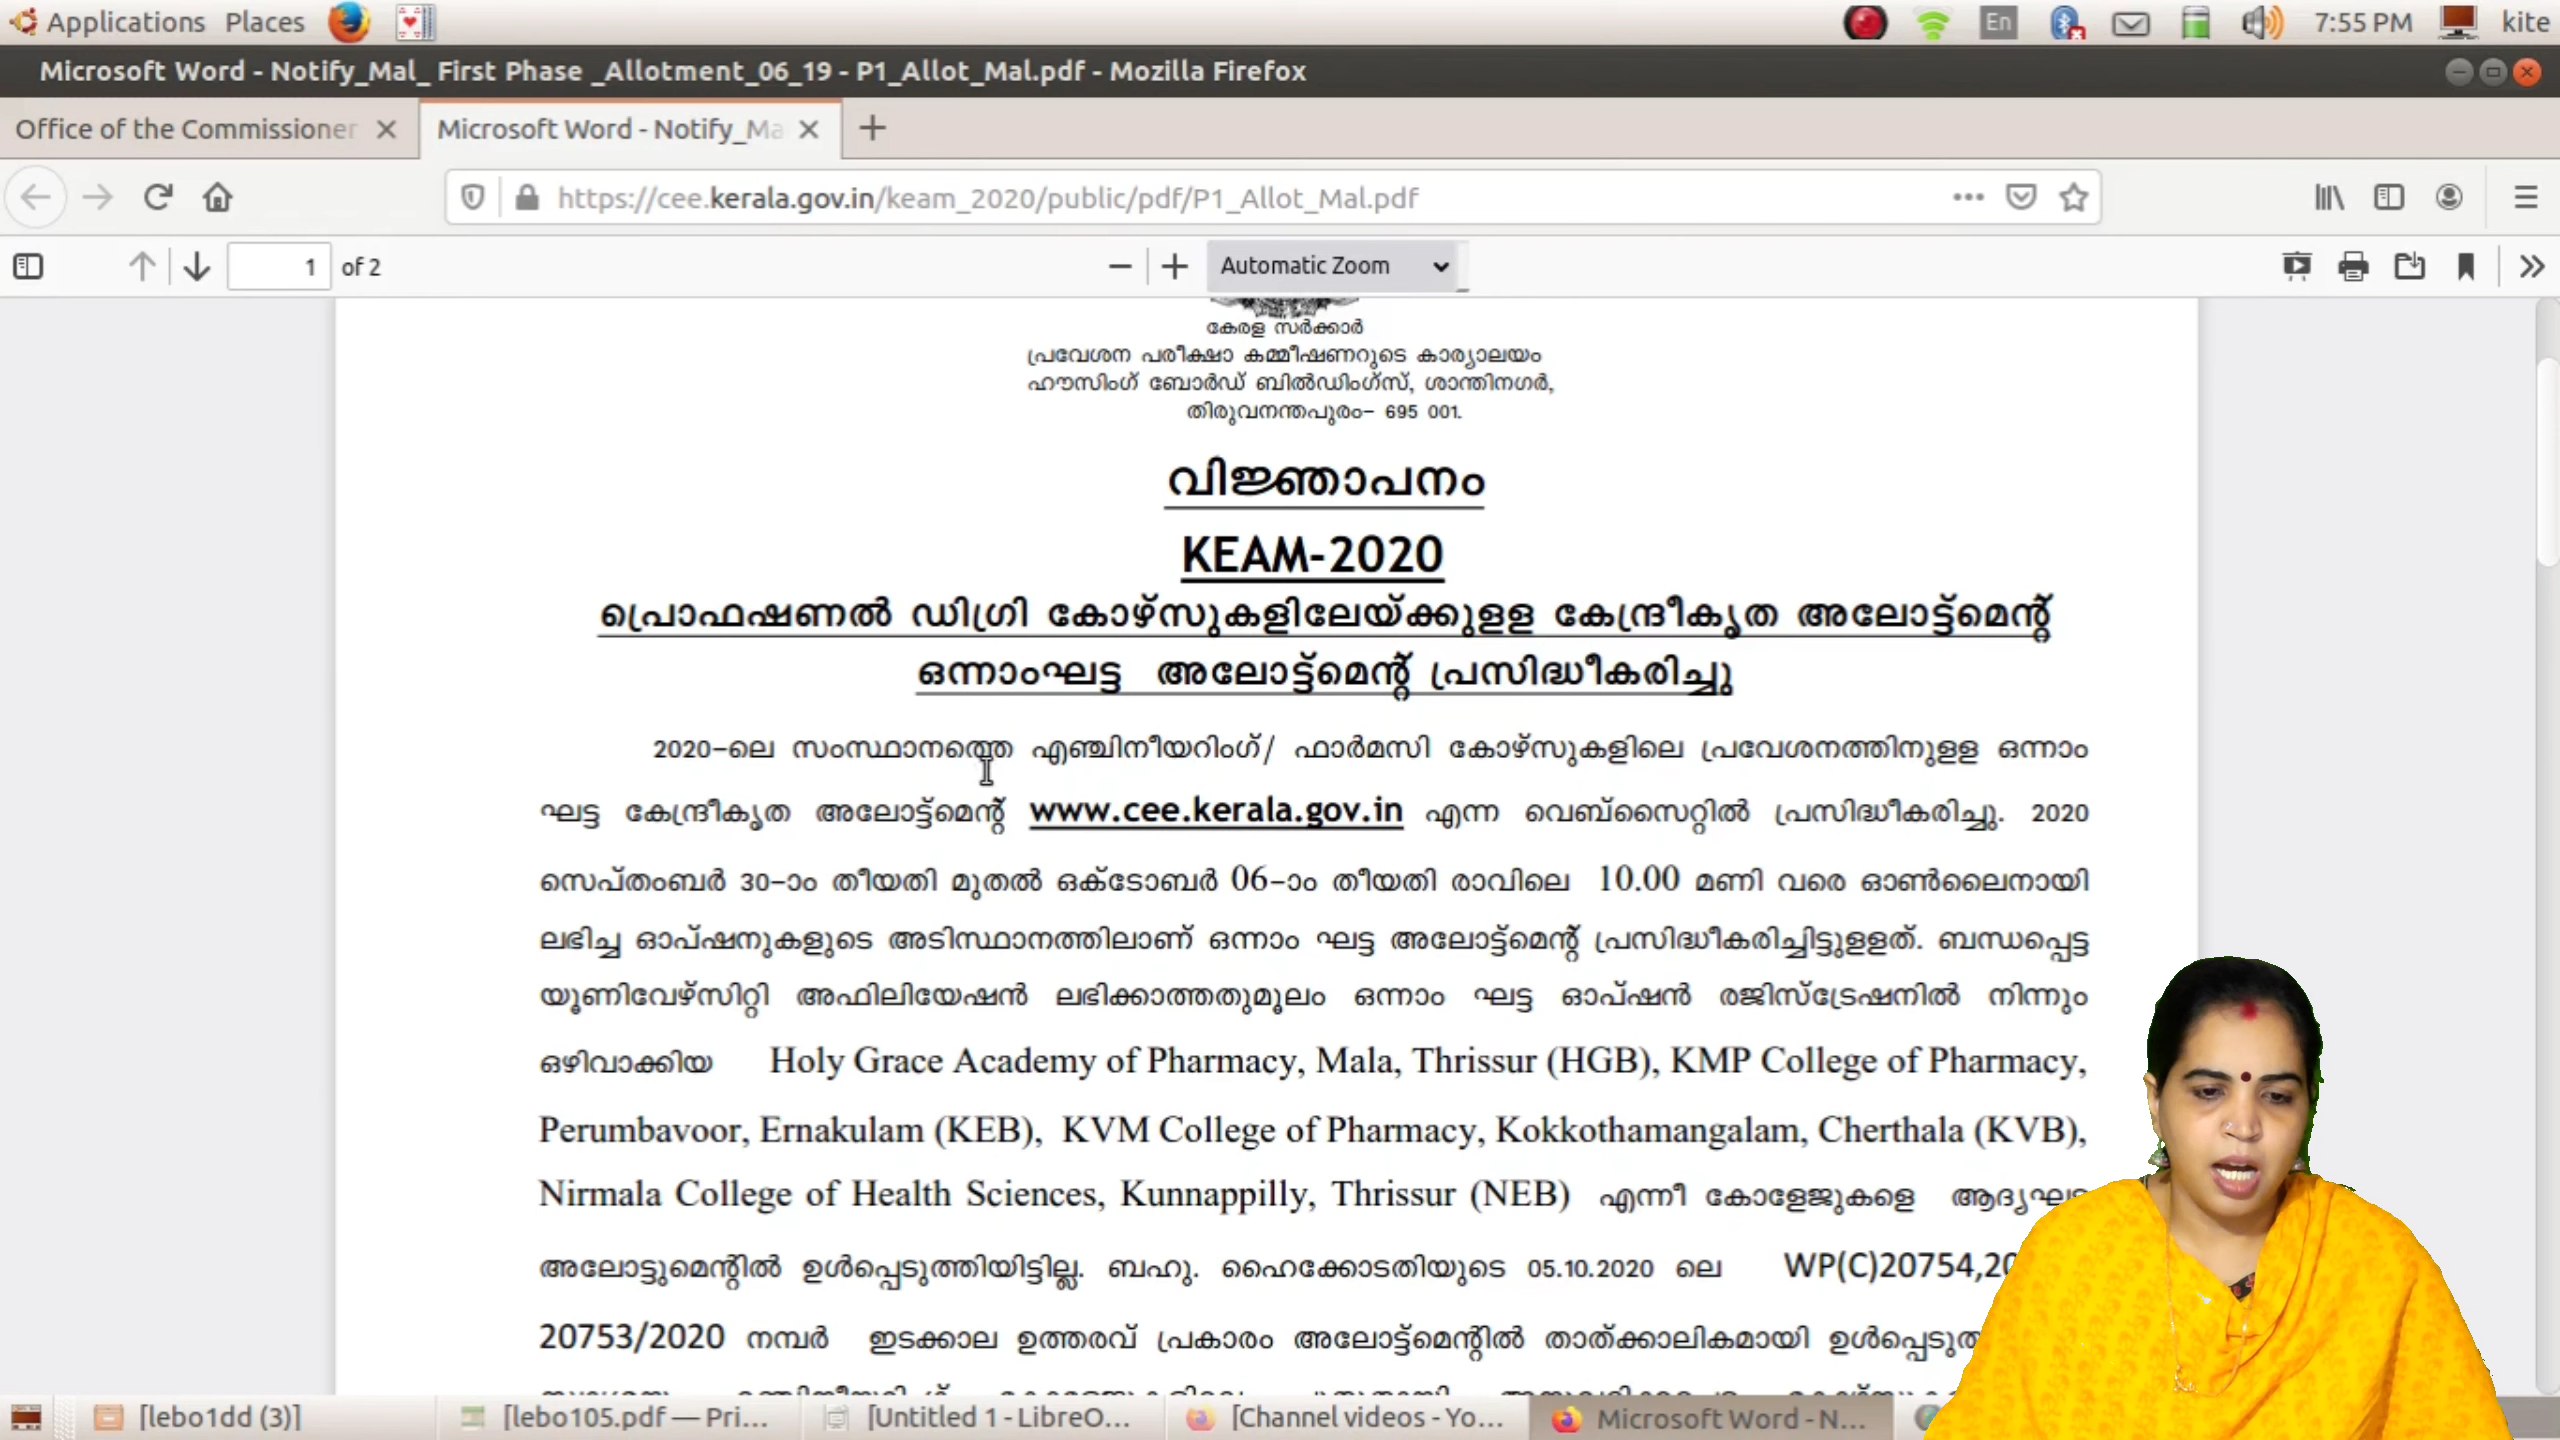 Applications Places En 7:55 PM kite
Microsoft Word - Notify_Mal_ First Phase _Allotment_06_19 - P1_Allot_Mal.pdf - Mozilla Firefox
Office of the Commissioner Microsoft Word - Notify_Ma
https://cee.kerala.gov.in/keam_2020/public/pdf/P1_Allot_Mal.pdf
1 of 2 Automatic Zoom
കേരള സർക്കാർ
പ്രവേശന പരീക്ഷാ കമ്മീഷണറുടെ കാര്യാലയം
ഹൗസിംഗ് ബോർഡ് ബിൽഡിംഗ്സ്, ശാന്തിനഗർ,
തിരുവനന്തപുരം- 695 001.
വിജ്ഞാപനം
KEAM-2020
പ്രൊഫഷണൽ ഡിഗ്രി കോഴ്സുകളിലേയ്ക്കുളള കേന്ദ്രീകൃത അലോട്ട്മെന്റ്
ഒന്നാംഘട്ട അലോട്ട്മെന്റ് പ്രസിദ്ധീകരിച്ചു
2020-ലെ സംസ്ഥാനത്തെ എഞ്ചിനീയറിംഗ്/ ഫാർമസി കോഴ്സുകളിലെ പ്രവേശനത്തിനുളള ഒന്നാം
ഘട്ട കേന്ദ്രീകൃത അലോട്ട്മെന്റ് www.cee.kerala.gov.in എന്ന വെബ്സൈറ്റിൽ പ്രസിദ്ധീകരിച്ചു. 2020
സെപ്തംബർ 30-ാം തീയതി മുതൽ ഒക്ടോബർ 06-ാം തീയതി രാവിലെ 10.00 മണി വരെ ഓൺലൈനായി
ലഭിച്ച ഓപ്ഷനുകളുടെ അടിസ്ഥാനത്തിലാണ് ഒന്നാം ഘട്ട അലോട്ട്മെന്റ് പ്രസിദ്ധീകരിച്ചിട്ടുളളത്. ബന്ധപ്പെട്ട
യൂണിവേഴ്സിറ്റി അഫിലിയേഷൻ ലഭിക്കാത്തതുമൂലം ഒന്നാം ഘട്ട ഓപ്ഷൻ രജിസ്ട്രേഷനിൽ നിന്നും
ഒഴിവാക്കിയ Holy Grace Academy of Pharmacy, Mala, Thrissur (HGB), KMP College of Pharmacy,
Perumbavoor, Ernakulam (KEB), KVM College of Pharmacy, Kokkothamangalam, Cherthala (KVB),
Nirmala College of Health Sciences, Kunnappilly, Thrissur (NEB) എന്നീ കോളേജുകളെ ആദ്യഘട്ട
അലോട്ടുമെന്റിൽ ഉൾപ്പെടുത്തിയിട്ടില്ല. ബഹു. ഹൈക്കോടതിയുടെ 05.10.2020 ലെ WP(C)20754,20
20753/2020 നമ്പർ ഇടക്കാല ഉത്തരവ് പ്രകാരം അലോട്ട്മെന്റിൽ താത്ക്കാലികമായി
[lebo1dd (3)] [lebo105.pdf — Pri... [Untitled 1 - LibreO... [Channel videos - Yo... Microsoft Word - N...